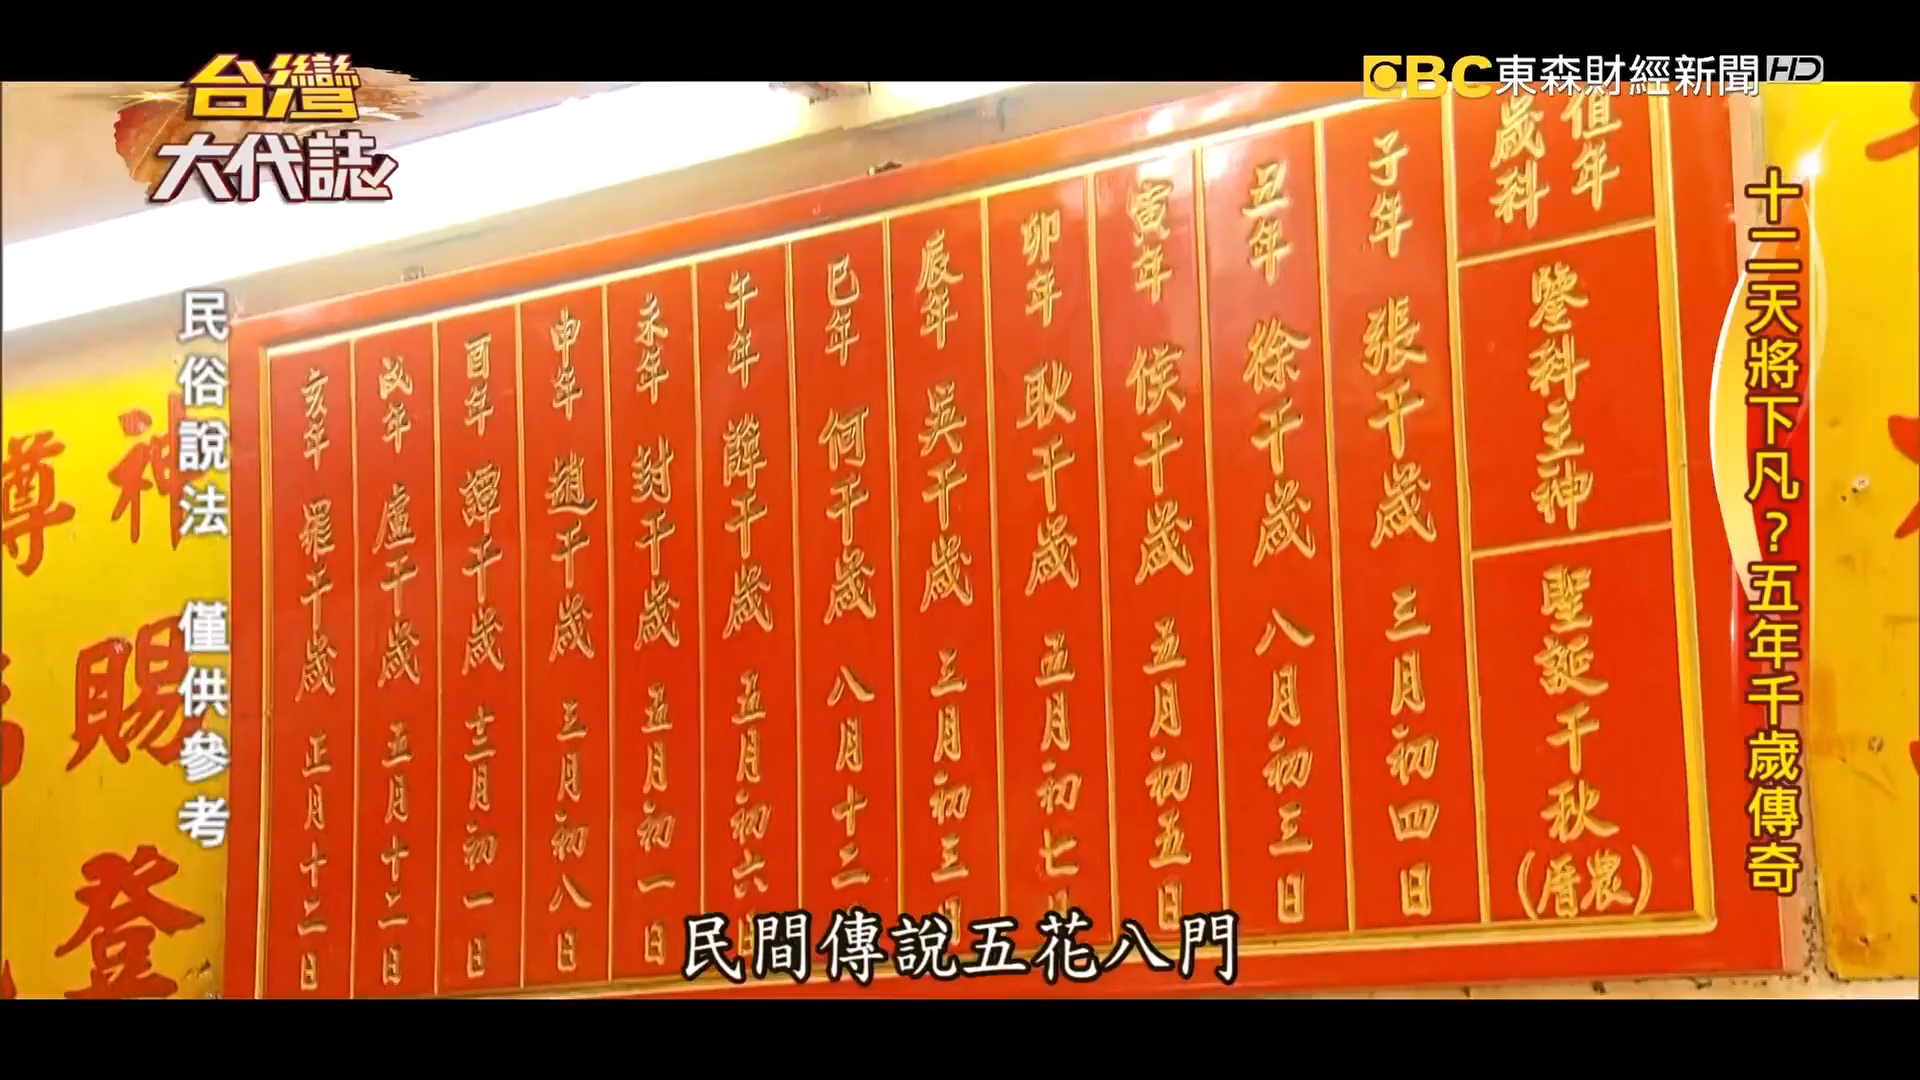 台灣
大代誌
EBC東森財經新聞HD
十二天將下凡？五年千歲傳奇
值年
歲科
鑒科主神
聖誕千秋
(農厝)
子年 張千歲 三月初四日
丑年 徐千歲 八月初三日
寅年 侯千歲 五月初五日
卯年 耿千歲 五月初七日
辰年 吳千歲 三月初三日
巳年 何千歲 八月十二
午年 薛千歲 五月初六日
未年 封千歲 五月初一日
申年 趙千歲 三月初八日
酉年 譚千歲 十二月初一日
戌年 盧千歲 五月十二日
亥年 羅千歲 正月十二日
民俗說法 僅供參考
神
賜
登
尊
民間傳說五花八門